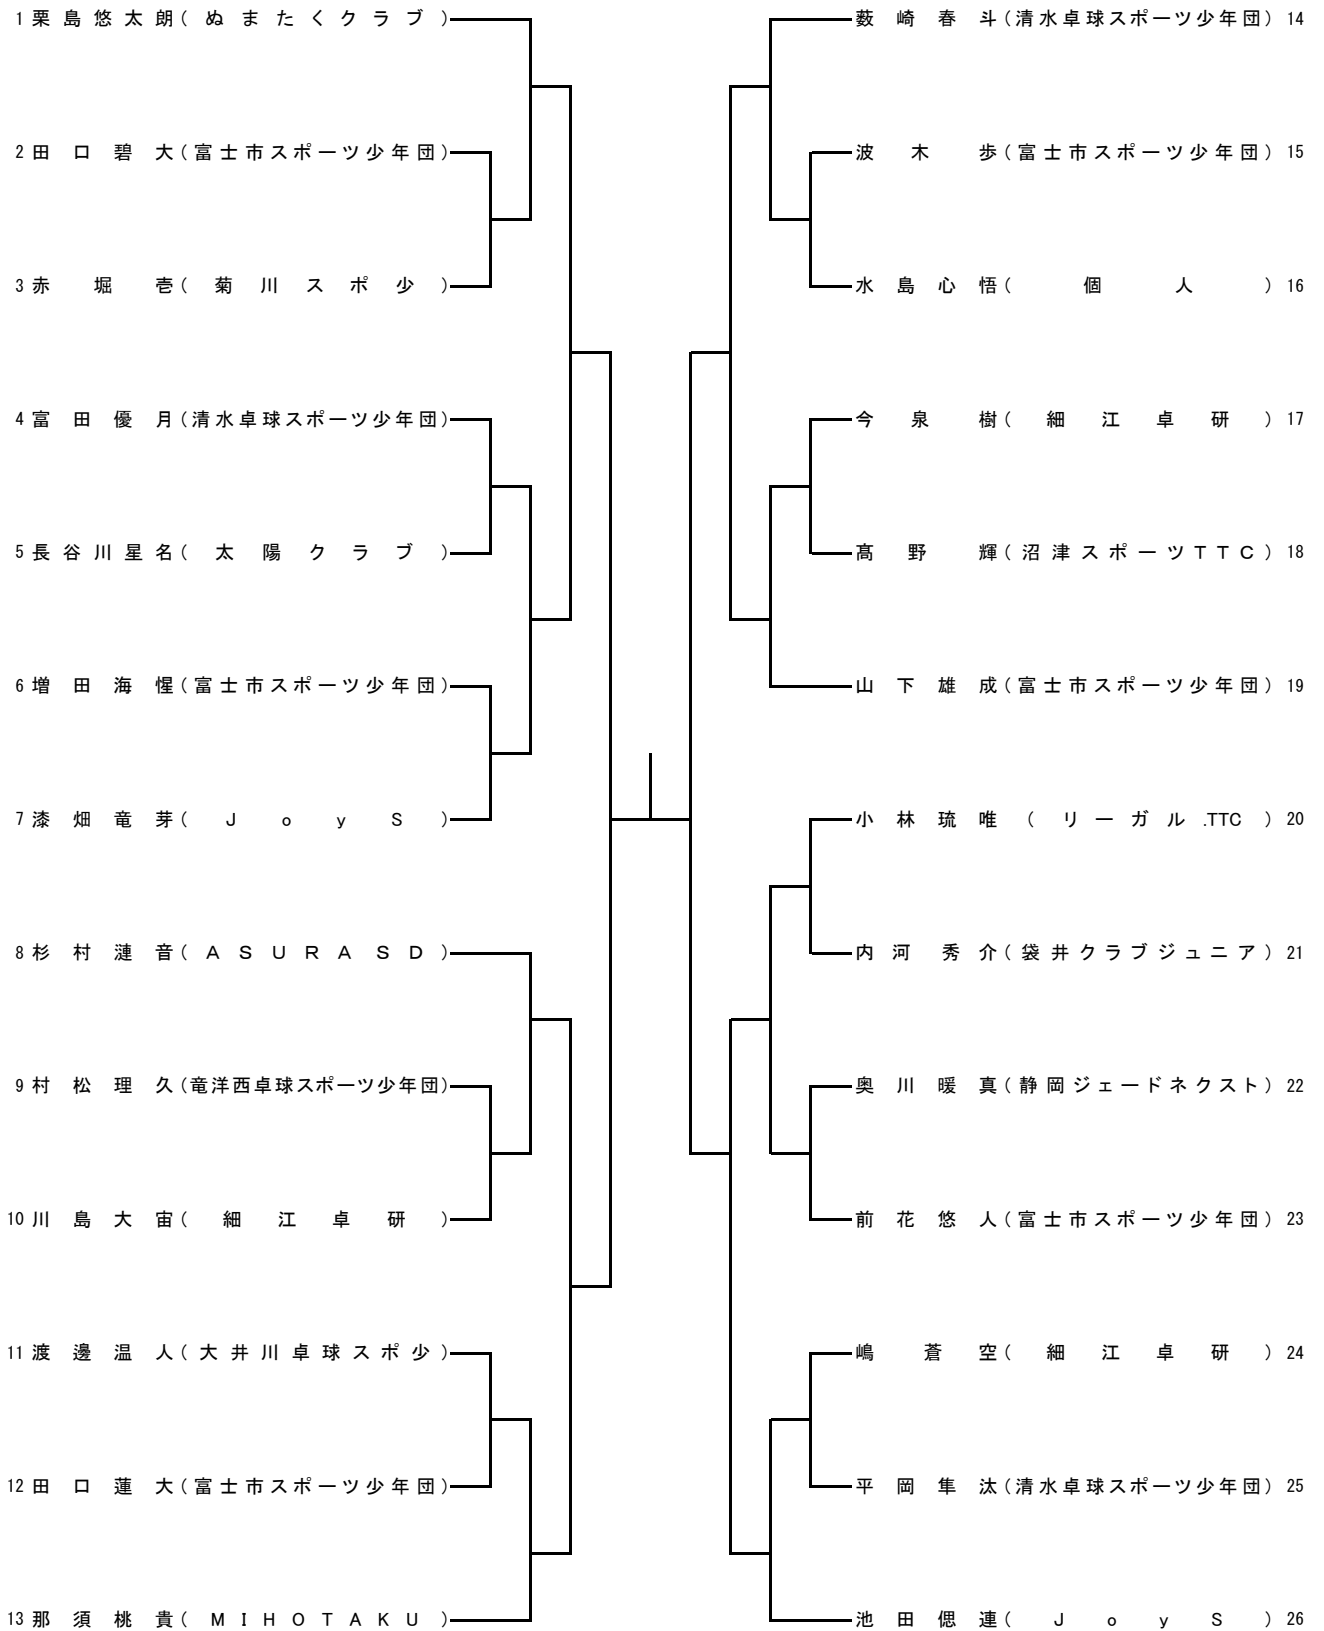 1 栗島悠太朗(ぬまたくクラブ)
2 田口碧大(富士市スポーツ少年団)
3 赤堀壱(菊川スポ少)
4 富田優月(清水卓球スポーツ少年団)
5 長谷川星名(太陽クラブ)
6 増田海惺(富士市スポーツ少年団)
7 漆畑竜芽(JoyS)
8 杉村漣音(ASURASD)
9 村松理久(竜洋西卓球スポーツ少年団)
10 川島大宙(細江卓研)
11 渡邊温人(大井川卓球スポ少)
12 田口蓮大(富士市スポーツ少年団)
13 那須桃貴(MIHOTAKU)
薮崎春斗(清水卓球スポーツ少年団) 14
波木歩(富士市スポーツ少年団) 15
水島心悟(個人) 16
今泉樹(細江卓研) 17
髙野輝(沼津スポーツTTC) 18
山下雄成(富士市スポーツ少年団) 19
小林琉唯(リーガル.TTC) 20
内河秀介(袋井クラブジュニア) 21
奥川暖真(静岡ジェードネクスト) 22
前花悠人(富士市スポーツ少年団) 23
嶋蒼空(細江卓研) 24
平岡隼汰(清水卓球スポーツ少年団) 25
池田偲連(JoyS) 26